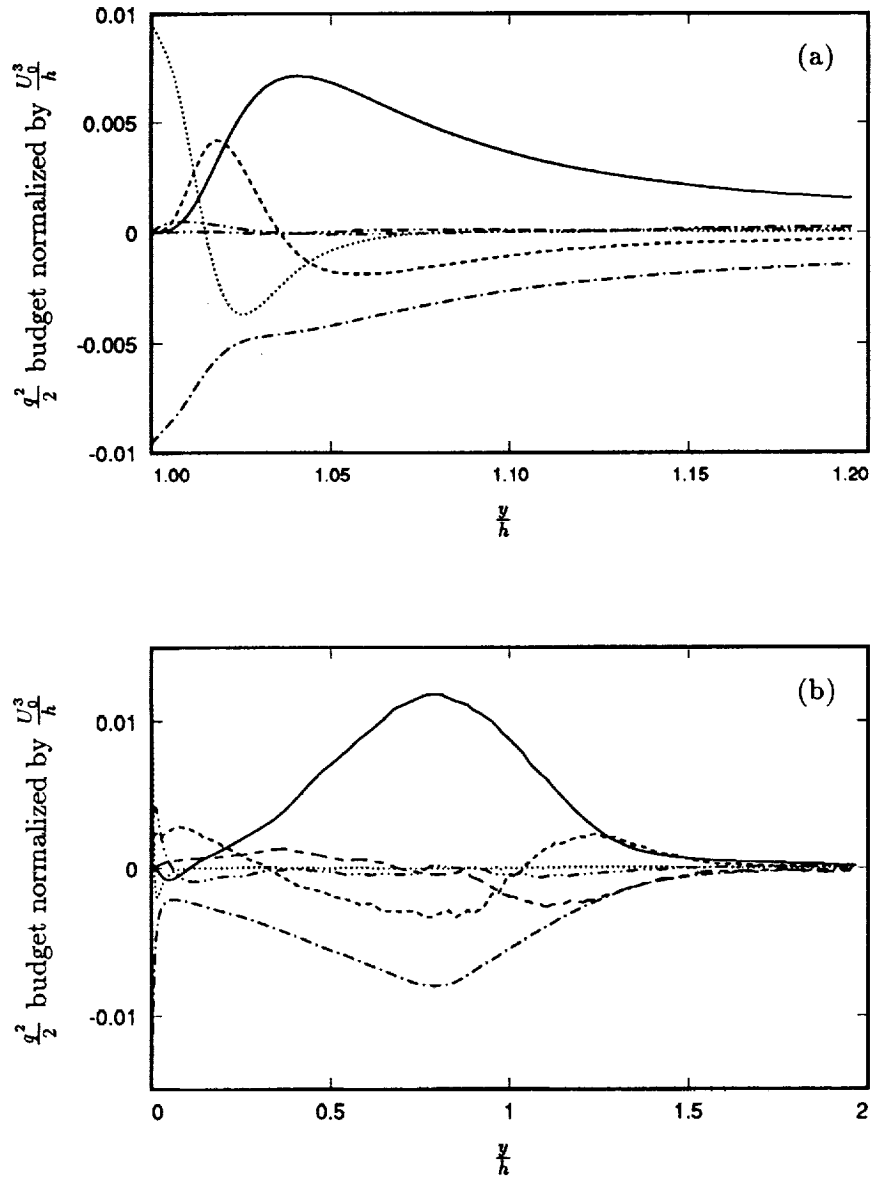 (a)
q²/2 budget normalized by U₀³/h
0.01
0.005
0
-0.005
-0.01
1.00 1.05 1.10 1.15 1.20
y/h
(b)
q²/2 budget normalized by U₀³/h
0.01
0
-0.01
0 0.5 1 1.5 2
y/h